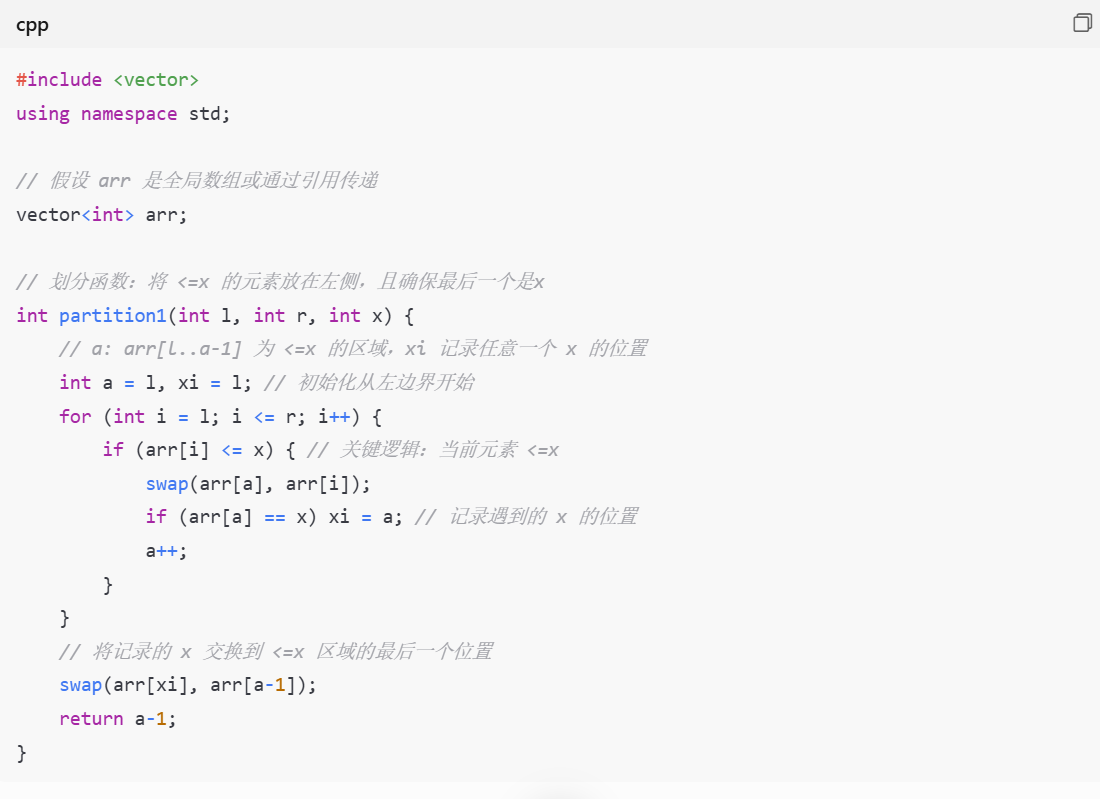 cpp
#include <vector>
using namespace std;
// 假设 arr 是全局数组或通过引用传递
vector<int> arr;
// 划分函数：将 <=x 的元素放在左侧，且确保最后一个是x
int partition1(int l, int r, int x) {
    // a: arr[l..a-1] 为 <=x 的区域，xi 记录任意一个 x 的位置
    int a = l, xi = l; // 初始化从左边界开始
    for (int i = l; i <= r; i++) {
        if (arr[i] <= x) { // 关键逻辑：当前元素 <=x
            swap(arr[a], arr[i]);
            if (arr[a] == x) xi = a; // 记录遇到的 x 的位置
            a++;
        }
    }
    // 将记录的 x 交换到 <=x 区域的最后一个位置
    swap(arr[xi], arr[a-1]);
    return a-1;
}